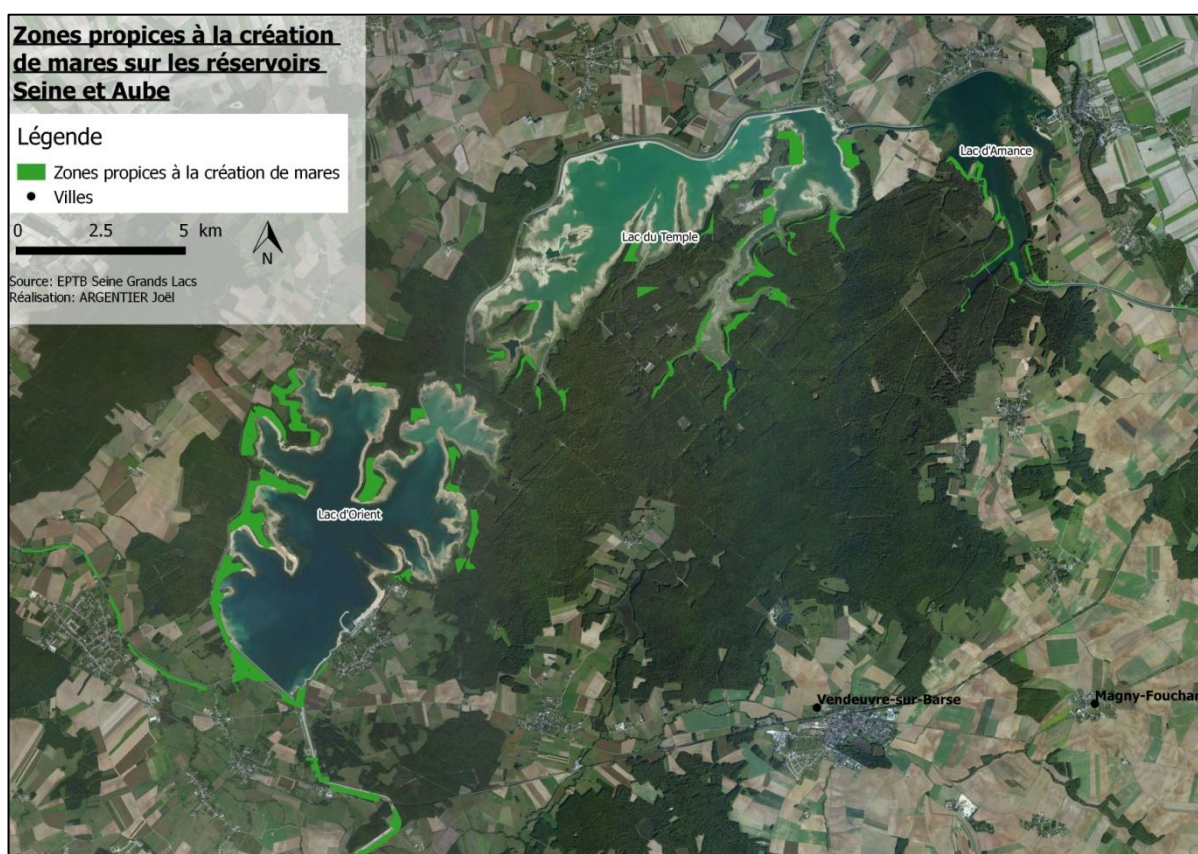 Zones propices à la création
de mares sur les réservoirs
Seine et Aube
Légende
Zones propices à la création de mares
Villes
0 2.5 5 km
N
Source: EPTB Seine Grands Lacs
Réalisation: ARGENTIER Joël
Lac d'Amance
Lac du Temple
Lac d'Orient
Vendeuvre-sur-Barse
Magny-Fouchar